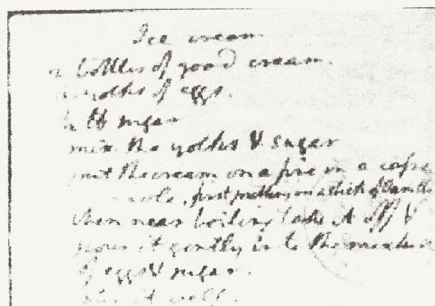 Ice cream.
2 bottles of good cream.
6 yolks of eggs.
½ lb sugar
mix the yolks & sugar
put the cream on a fire in a casse
role, first putting in a stick of Vanilla.
when near boiling take it off &
pour it gently into the mixture
of eggs & sugar.
stir it well.